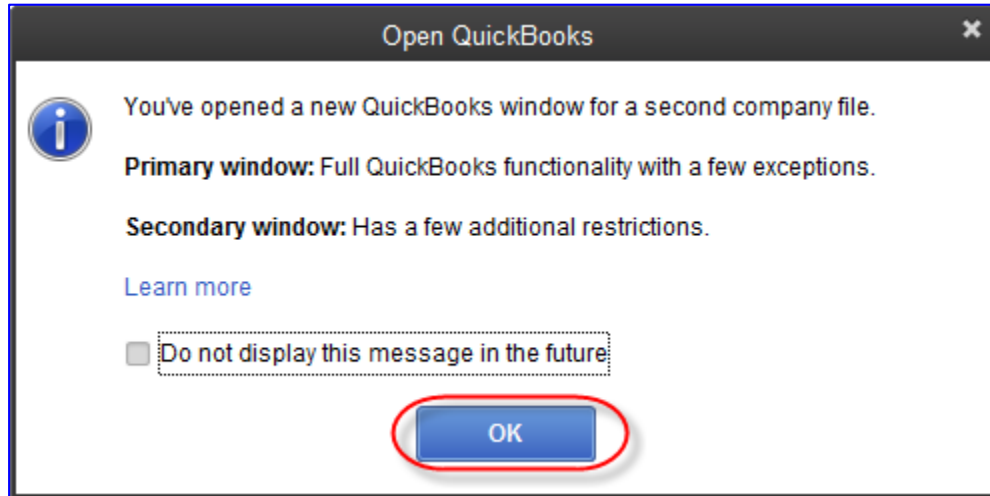 Open QuickBooks
You've opened a new QuickBooks window for a second company file.
Primary window: Full QuickBooks functionality with a few exceptions.
Secondary window: Has a few additional restrictions.
Learn more
Do not display this message in the future
OK